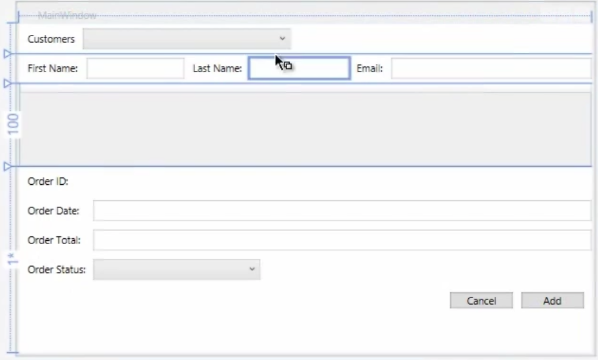 MainWindow
Customers
First Name: Last Name: Email:
100
Order ID:
Order Date:
Order Total:
1*
Order Status:
Cancel Add